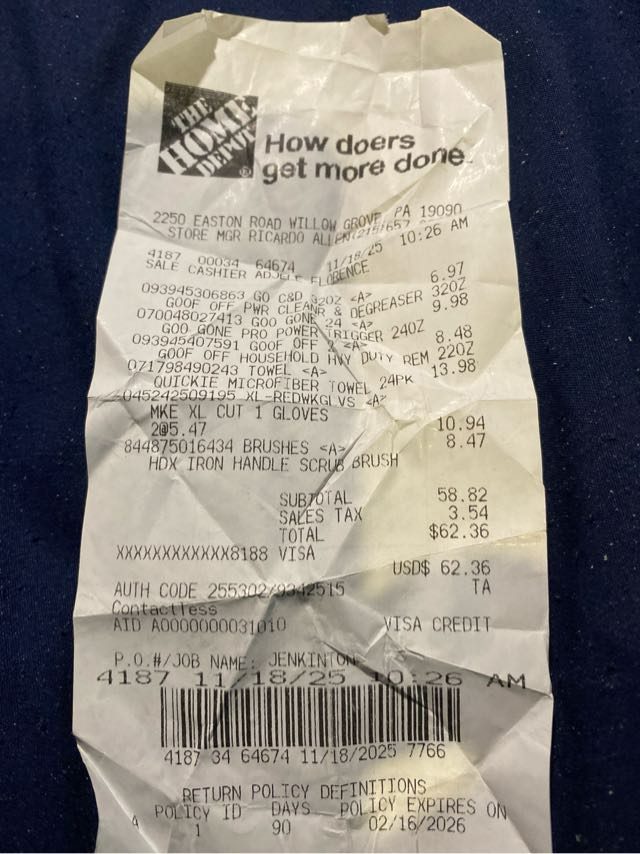 THE
HOME
DEPOT
How doers
get more done.
2250 EASTON ROAD WILLOW GROVE, PA 19090
STORE MGR RICARDO ALLEN (215)657
4187 00034 64674 11/18/25 10:26 AM
SALE CASHIER FLORENCE
093945306863 GO C&D 32OZ <A> 6.97
GOOF OFF PWR CLEANR & DEGREASER 32OZ
070048027413 GOO GONE 24 <A> 9.98
GOO GONE PRO POWER TRIGGER 24OZ
093945407591 GOOF OFF 2 <A> 8.48
GOOF OFF HOUSEHOLD HVY DUTY REM 22OZ
071798490243 TOWEL <A> 13.98
QUICKIE MICROFIBER TOWEL 24PK
045242509195 XL-REDWKGLVS <A>
MKE XL CUT 1 GLOVES
2@5.47 10.94
844875016434 BRUSHES <A> 8.47
HDX IRON HANDLE SCRUB BRUSH
SUBTOTAL 58.82
SALES TAX 3.54
TOTAL $62.36
XXXXXXXXXXXX8188 VISA
USD$ 62.36
AUTH CODE 255302/9342515 TA
Contactless
AID A0000000031010 VISA CREDIT
P.O.#/JOB NAME: JENKINTON
4187 11/18/25 10:26 AM
4187 34 64674 11/18/2025 7766
RETURN POLICY DEFINITIONS
POLICY ID DAYS POLICY EXPIRES ON
A 1 90 02/16/2026